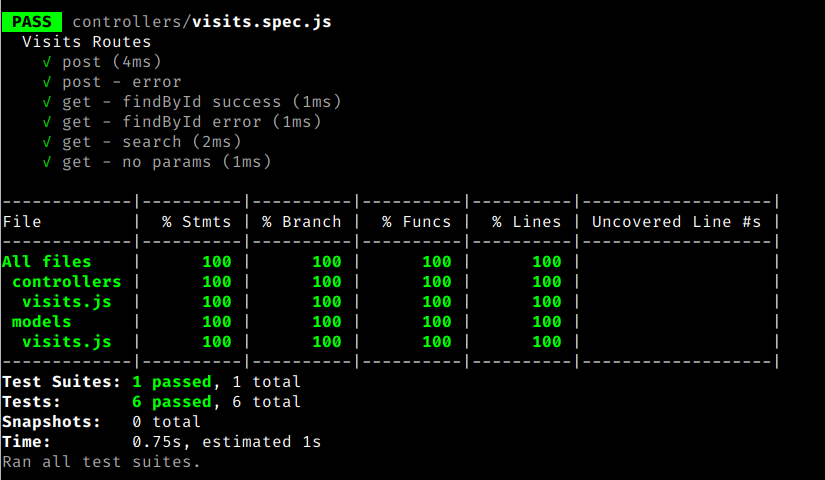 PASS controllers/visits.spec.js
Visits Routes
√ post (4ms)
√ post - error
√ get - findById success (1ms)
√ get - findById error (1ms)
√ get - search (2ms)
√ get - no params (1ms)
-------------|----------|----------|----------|----------|-------------------|
File         |  % Stmts | % Branch |  % Funcs |  % Lines | Uncovered Line #s |
-------------|----------|----------|----------|----------|-------------------|
All files    |      100 |      100 |      100 |      100 |                   |
 controllers |      100 |      100 |      100 |      100 |                   |
  visits.js  |      100 |      100 |      100 |      100 |                   |
 models      |      100 |      100 |      100 |      100 |                   |
  visits.js  |      100 |      100 |      100 |      100 |                   |
-------------|----------|----------|----------|----------|-------------------|
Test Suites: 1 passed, 1 total
Tests:       6 passed, 6 total
Snapshots:   0 total
Time:        0.75s, estimated 1s
Ran all test suites.